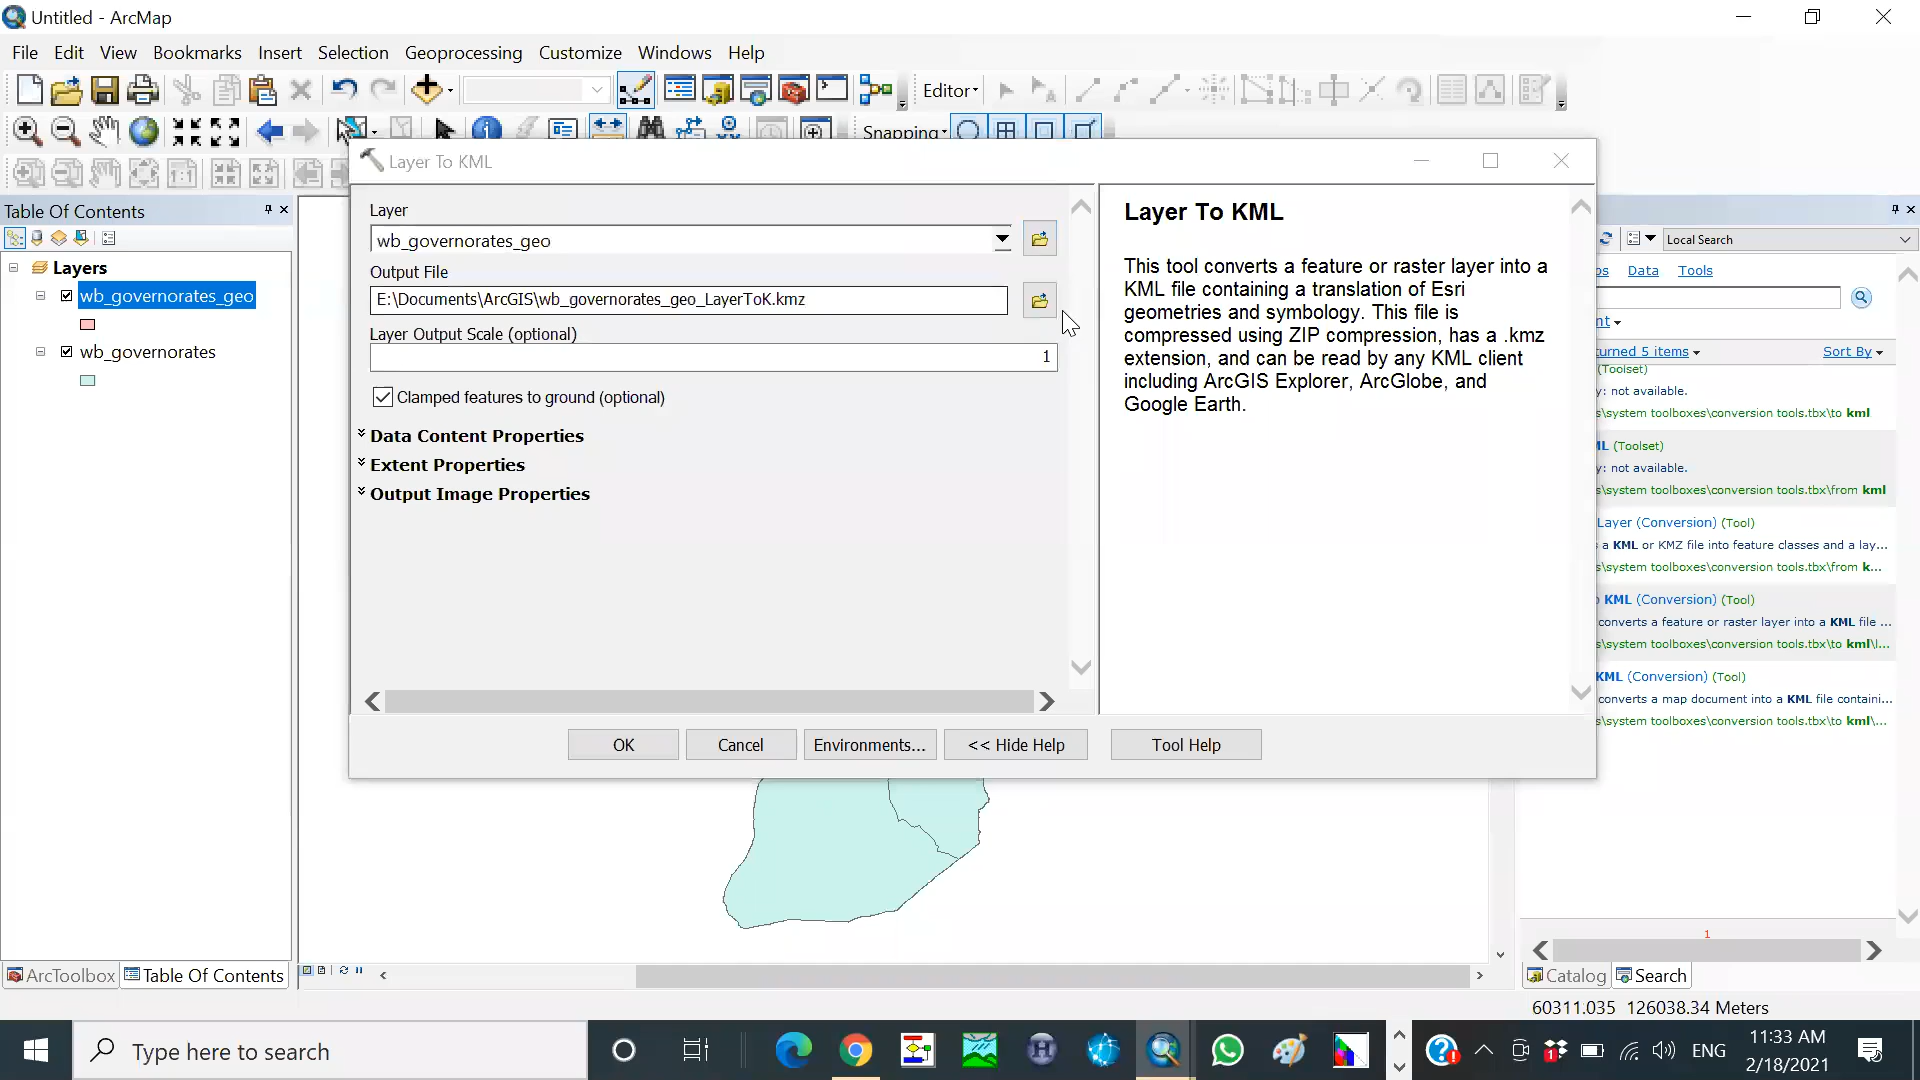 Untitled - ArcMap
File Edit View Bookmarks Insert Selection Geoprocessing Customize Windows Help
Editor
Snapping
Layer To KML
Table Of Contents
Layers
wb_governorates_geo
wb_governorates
Layer
wb_governorates_geo
Output File
E:\Documents\ArcGIS\wb_governorates_geo_LayerToK.kmz
Layer Output Scale (optional)
1
Clamped features to ground (optional)
Data Content Properties
Extent Properties
Output Image Properties
OK Cancel Environments... << Hide Help Tool Help
Layer To KML
This tool converts a feature or raster layer into a
KML file containing a translation of Esri
geometries and symbology. This file is
compressed using ZIP compression, has a .kmz
extension, and can be read by any KML client
including ArcGIS Explorer, ArcGlobe, and
Google Earth.
Local Search
ps Data Tools
nt
urned 5 items Sort By
(Toolset)
y: not available.
s\system toolboxes\conversion tools.tbx\to kml
ML (Toolset)
y: not available.
s\system toolboxes\conversion tools.tbx\from kml
Layer (Conversion) (Tool)
s a KML or KMZ file into feature classes and a lay...
s\system toolboxes\conversion tools.tbx\from k...
o KML (Conversion) (Tool)
converts a feature or raster layer into a KML file ...
s\system toolboxes\conversion tools.tbx\to kml\l...
KML (Conversion) (Tool)
converts a map document into a KML file containi...
s\system toolboxes\conversion tools.tbx\to kml\...
1
ArcToolbox Table Of Contents
Catalog Search
60311.035 126038.34 Meters
Type here to search
ENG
11:33 AM
2/18/2021